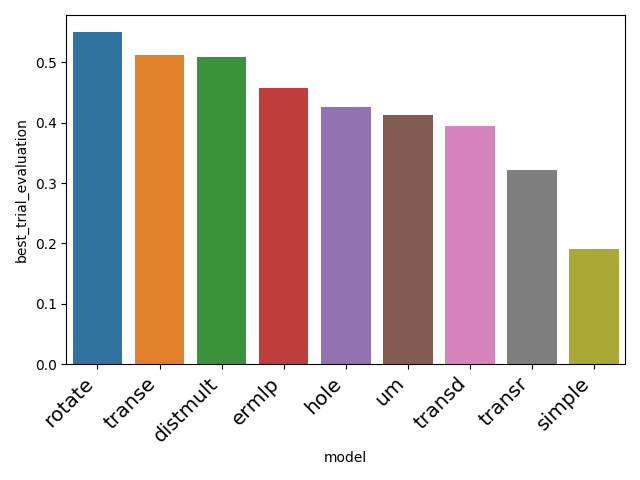 best_trial_evaluation
0.5
0.4
0.3
0.2
0.1
0.0
rotate
transe
distmult
ermlp
hole
um
transd
transr
simple
model